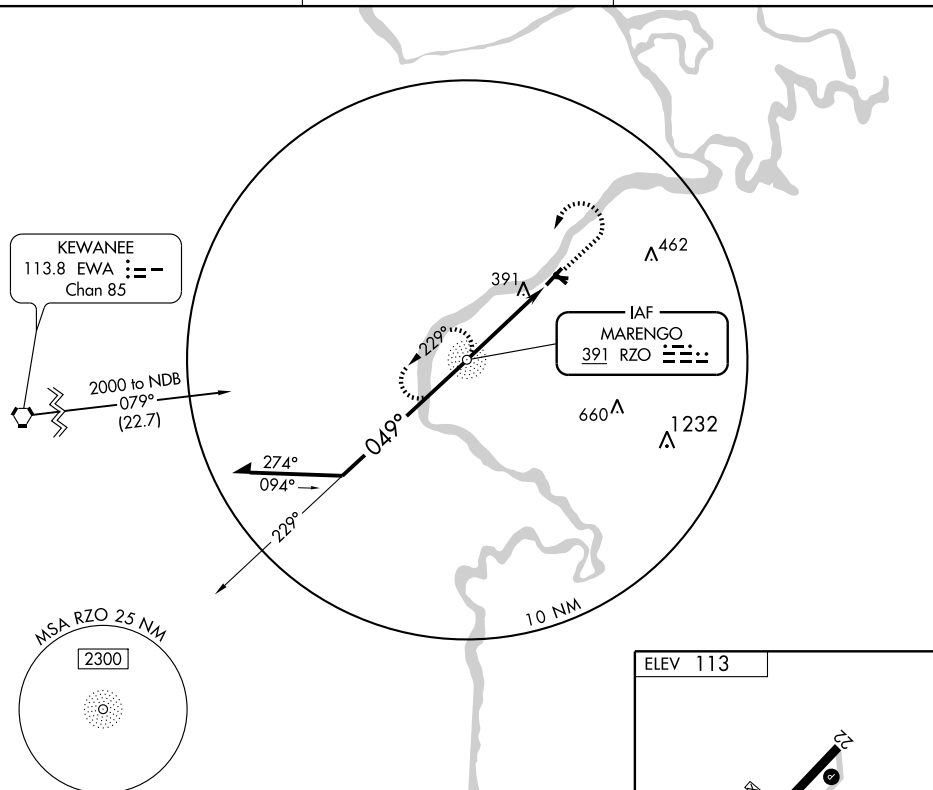 KEWANEE
113.8 EWA
Chan 85
2000 to NDB
079°
(22.7)
462
391
IAF
MARENGO
391 RZO
229°
660
1232
049°
274°
094°
229°
10 NM
MSA RZO 25 NM
2300
ELEV 113
22
P